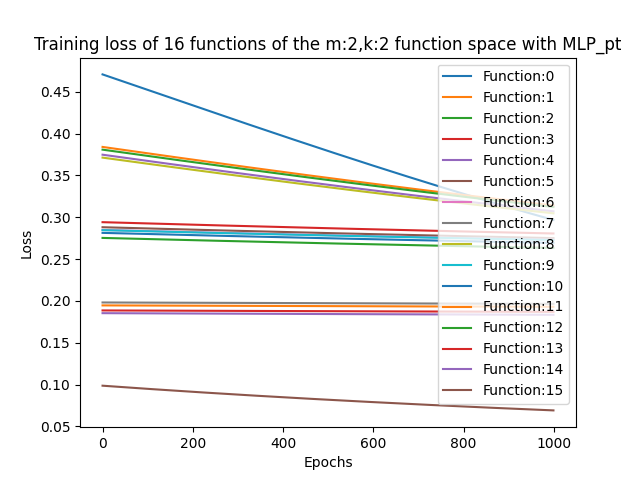 Training loss of 16 functions of the m:2,k:2 function space with MLP_pt
Loss
0.45
0.40
0.35
0.30
0.25
0.20
0.15
0.10
0.05
0
200
400
600
800
1000
Epochs
Function:0
Function:1
Function:2
Function:3
Function:4
Function:5
Function:6
Function:7
Function:8
Function:9
Function:10
Function:11
Function:12
Function:13
Function:14
Function:15